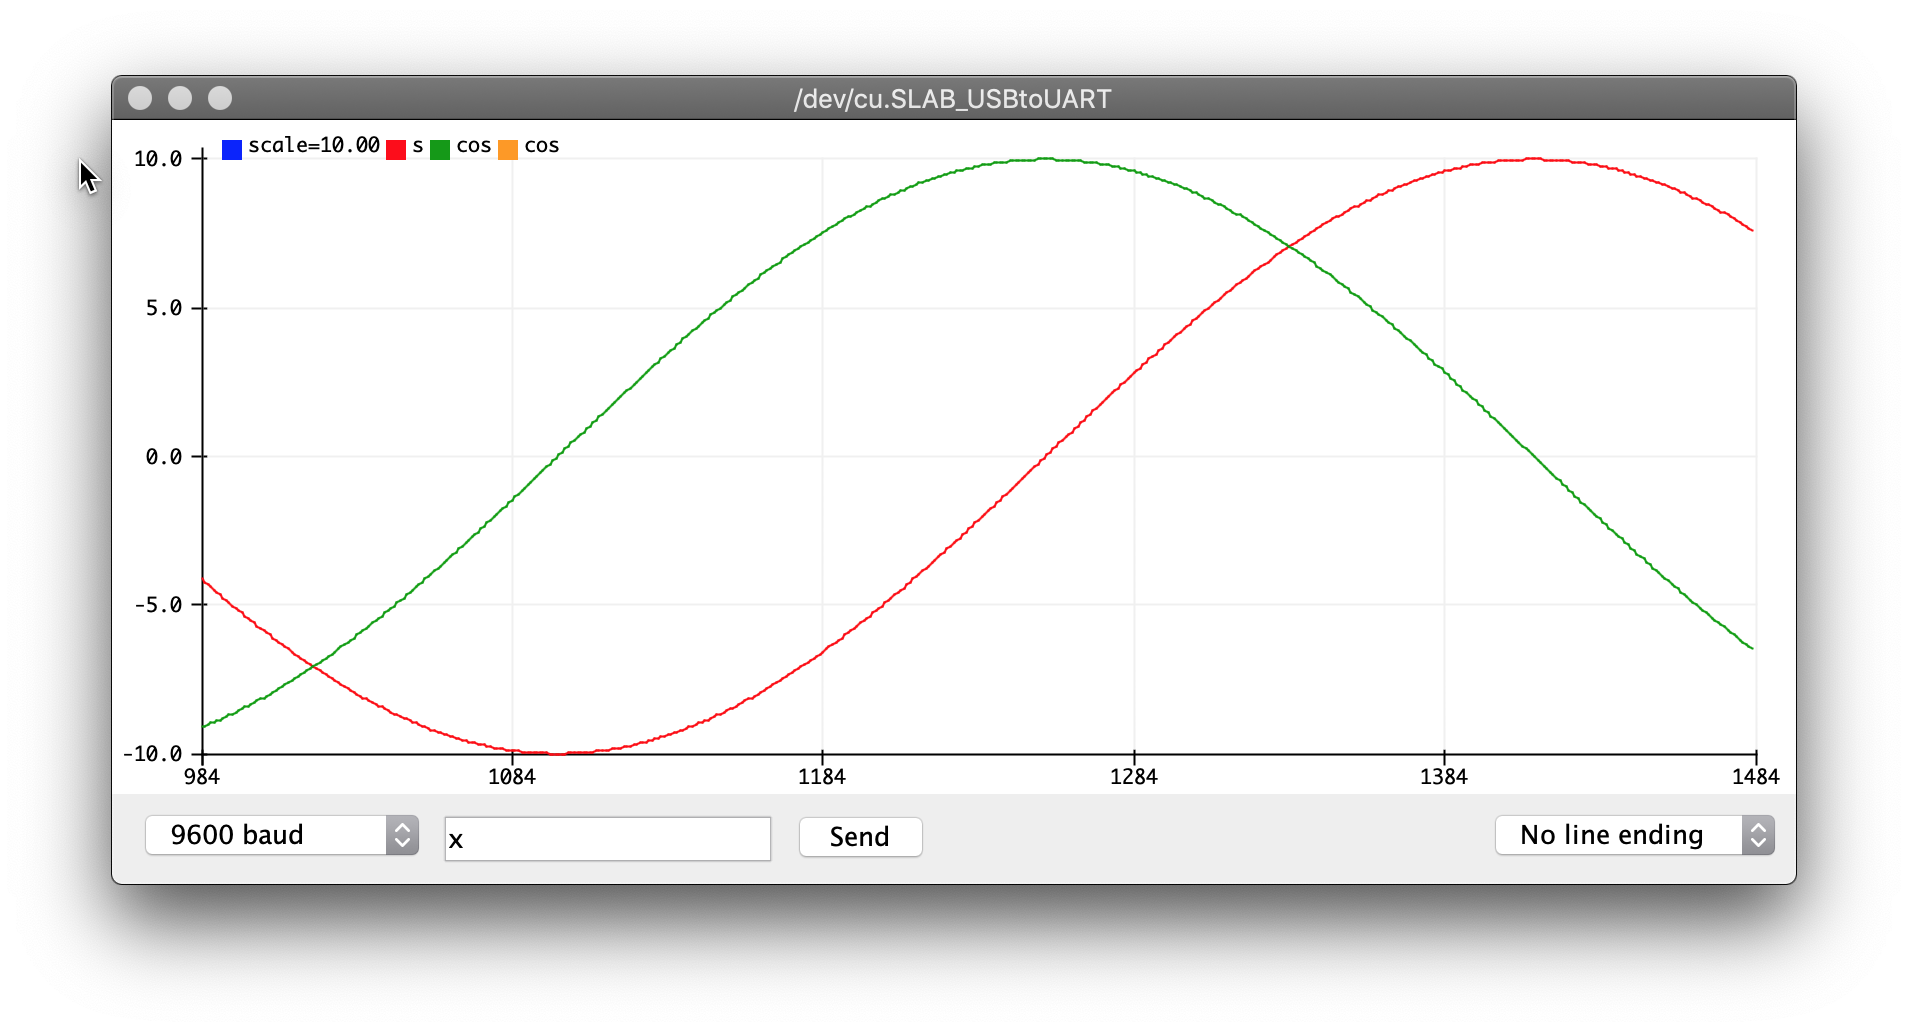 /dev/cu.SLAB_USBtoUART
scale=10.00 s cos cos
10.0
5.0
0.0
-5.0
-10.0
984 1084 1184 1284 1384 1484
9600 baud x Send No line ending